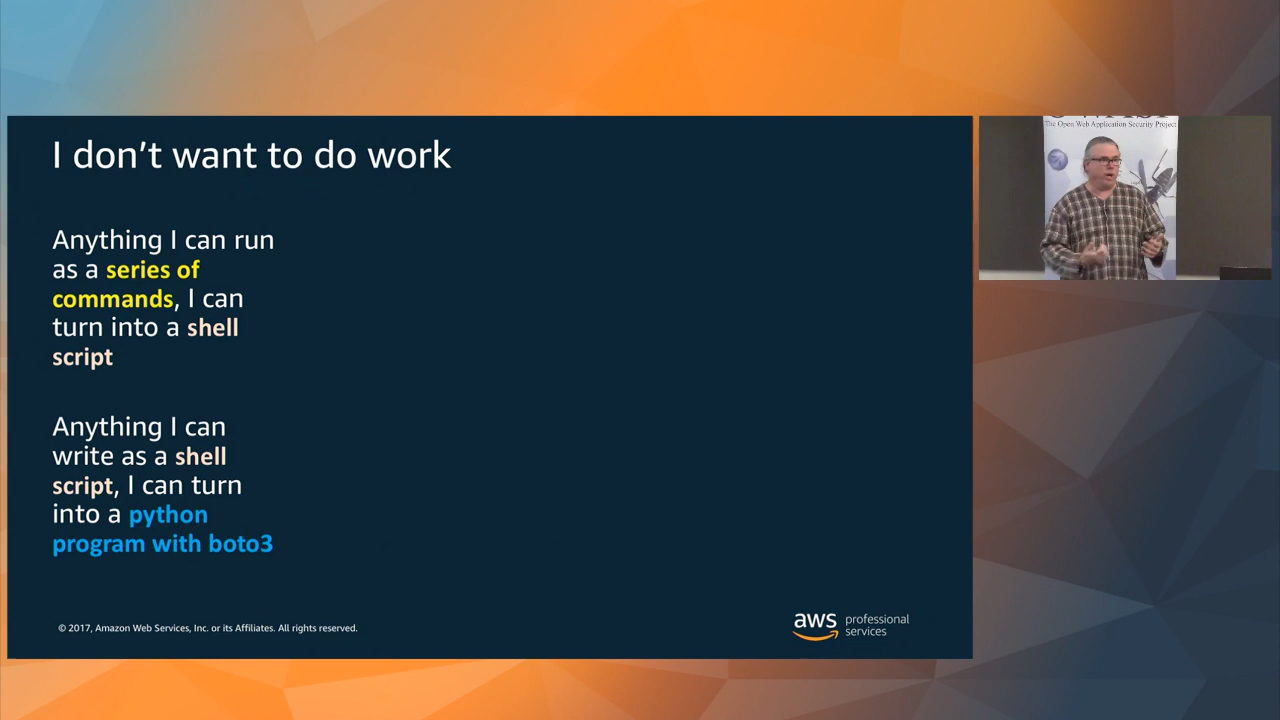 I don't want to do work
Anything I can run
as a series of
commands, I can
turn into a shell
script
Anything I can
write as a shell
script, I can turn
into a python
program with boto3
© 2017, Amazon Web Services, Inc. or its Affiliates. All rights reserved.
aws professional
services
The Open Web Application Security Project